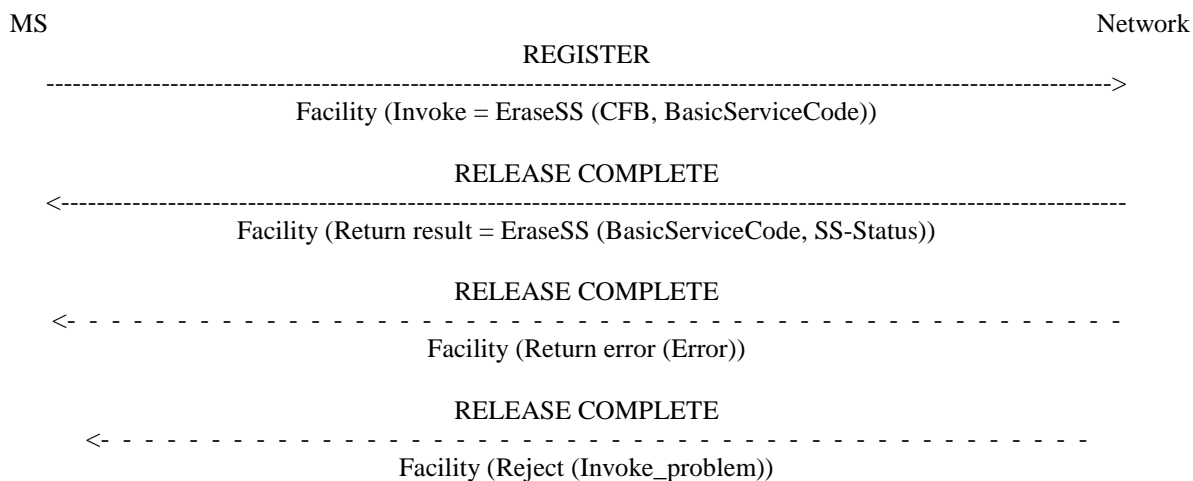 MS Network
REGISTER
------------------------------------------------------------------------------------------------------------------------>
Facility (Invoke = EraseSS (CFB, BasicServiceCode))
RELEASE COMPLETE
<------------------------------------------------------------------------------------------------------------------------
Facility (Return result = EraseSS (BasicServiceCode, SS-Status))
RELEASE COMPLETE
<- - - - - - - - - - - - - - - - - - - - - - - - - - - - - - - - - - - - - - - - - - - - - - - -
Facility (Return error (Error))
RELEASE COMPLETE
<- - - - - - - - - - - - - - - - - - - - - - - - - - - - - - - - - - - - - - - - - - - - -
Facility (Reject (Invoke_problem))